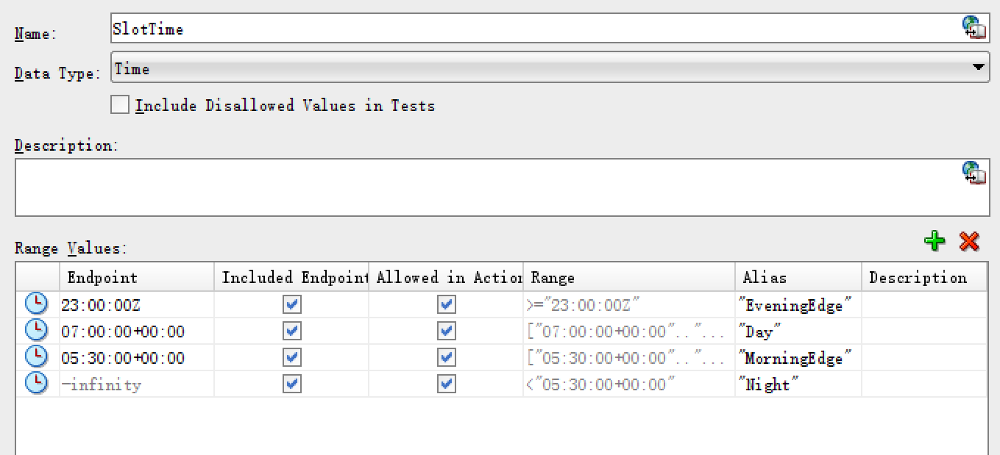 Name: SlotTime
Data Type: Time
Include Disallowed Values in Tests
Description:
Range Values:
Endpoint Included Endpoint Allowed in Action Range Alias Description
23:00:00Z >="23:00:00Z" "EveningEdge"
07:00:00+00:00 ["07:00:00+00:00".."... "Day"
05:30:00+00:00 ["05:30:00+00:00".."... "MorningEdge"
-infinity <"05:30:00+00:00" "Night"